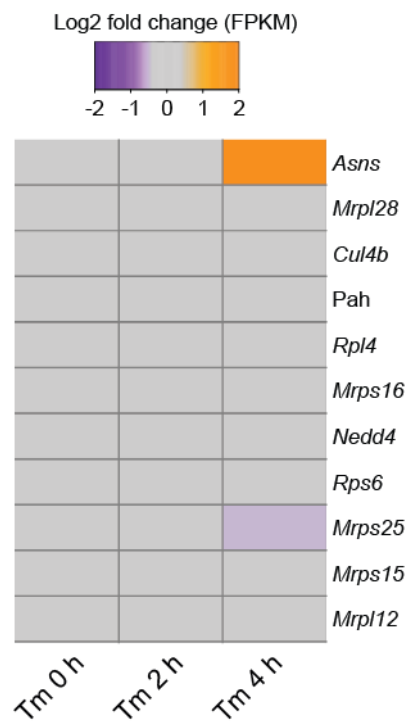 Log2 fold change (FPKM)
-2 -1 0 1 2
Asns
Mrpl28
Cul4b
Pah
Rpl4
Mrps16
Nedd4
Rps6
Mrps25
Mrps15
Mrpl12
Tm 0 h Tm 2 h Tm 4 h